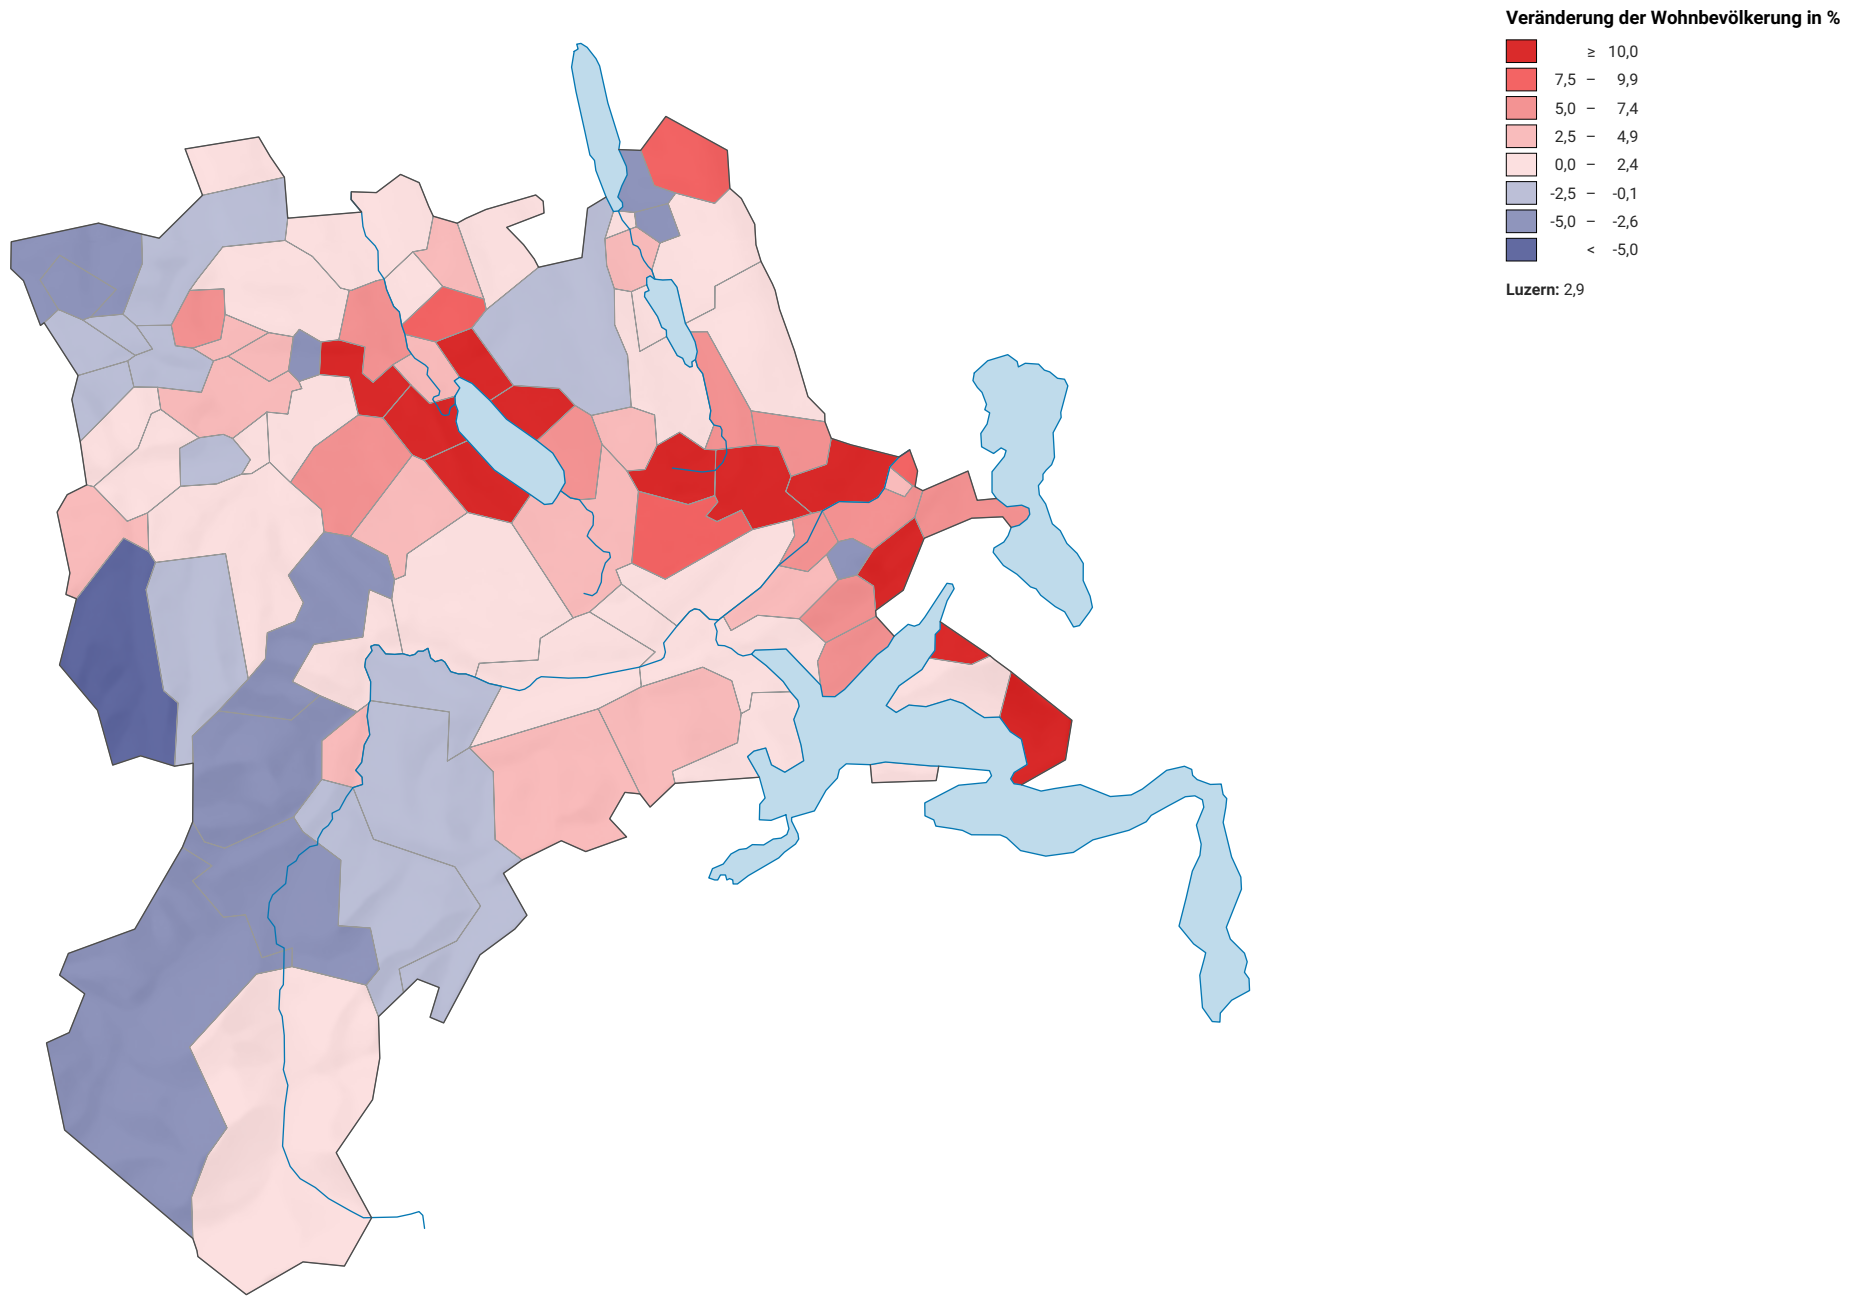 Veränderung der Wohnbevölkerung in %
≥ 10,0
7,5 – 9,9
5,0 – 7,4
2,5 – 4,9
0,0 – 2,4
-2,5 – -0,1
-5,0 – -2,6
< -5,0
Luzern: 2,9